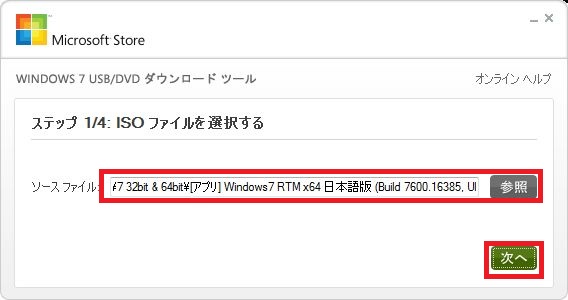 Microsoft Store
WINDOWS 7 USB/DVD ダウンロード ツール
オンライン ヘルプ
ステップ 1/4: ISO ファイルを選択する
ソース ファイル:
7 32bit & 64bit¥[アプリ] Windows7 RTM x64 日本語版 (Build 7600.16385, UI
参照
次へ